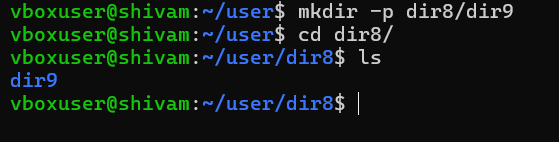 vboxuser@shivam:~/user$ mkdir -p dir8/dir9
vboxuser@shivam:~/user$ cd dir8/
vboxuser@shivam:~/user/dir8$ ls
dir9
vboxuser@shivam:~/user/dir8$